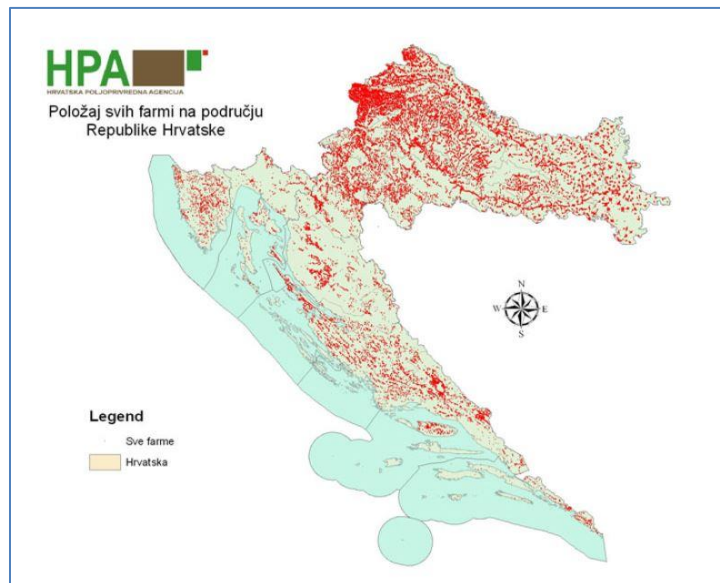 HPA
HRVATSKA POLJOPRIVREDNA AGENCIJA
Položaj svih farmi na području
Republike Hrvatske
N
W E
S
Legend
Sve farme
Hrvatska